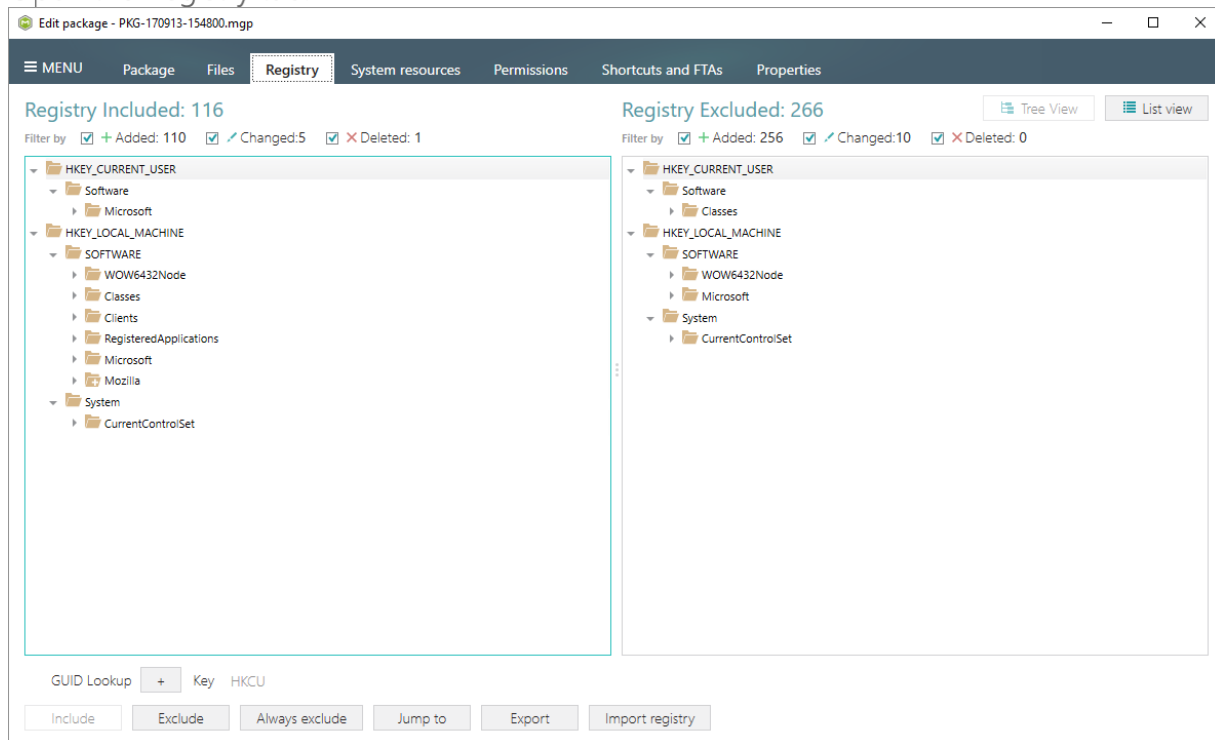 Edit package - PKG-170913-154800.mgp
MENU Package Files Registry System resources Permissions Shortcuts and FTAs Properties
Registry Included: 116
Filter by + Added: 110 Changed:5 Deleted: 1
HKEY_CURRENT_USER
Software
Microsoft
HKEY_LOCAL_MACHINE
SOFTWARE
WOW6432Node
Classes
Clients
RegisteredApplications
Microsoft
Mozilla
System
CurrentControlSet
Registry Excluded: 266
Tree View List view
Filter by + Added: 256 Changed:10 Deleted: 0
HKEY_CURRENT_USER
Software
Classes
HKEY_LOCAL_MACHINE
SOFTWARE
WOW6432Node
Microsoft
System
CurrentControlSet
GUID Lookup + Key HKCU
Include Exclude Always exclude Jump to Export Import registry